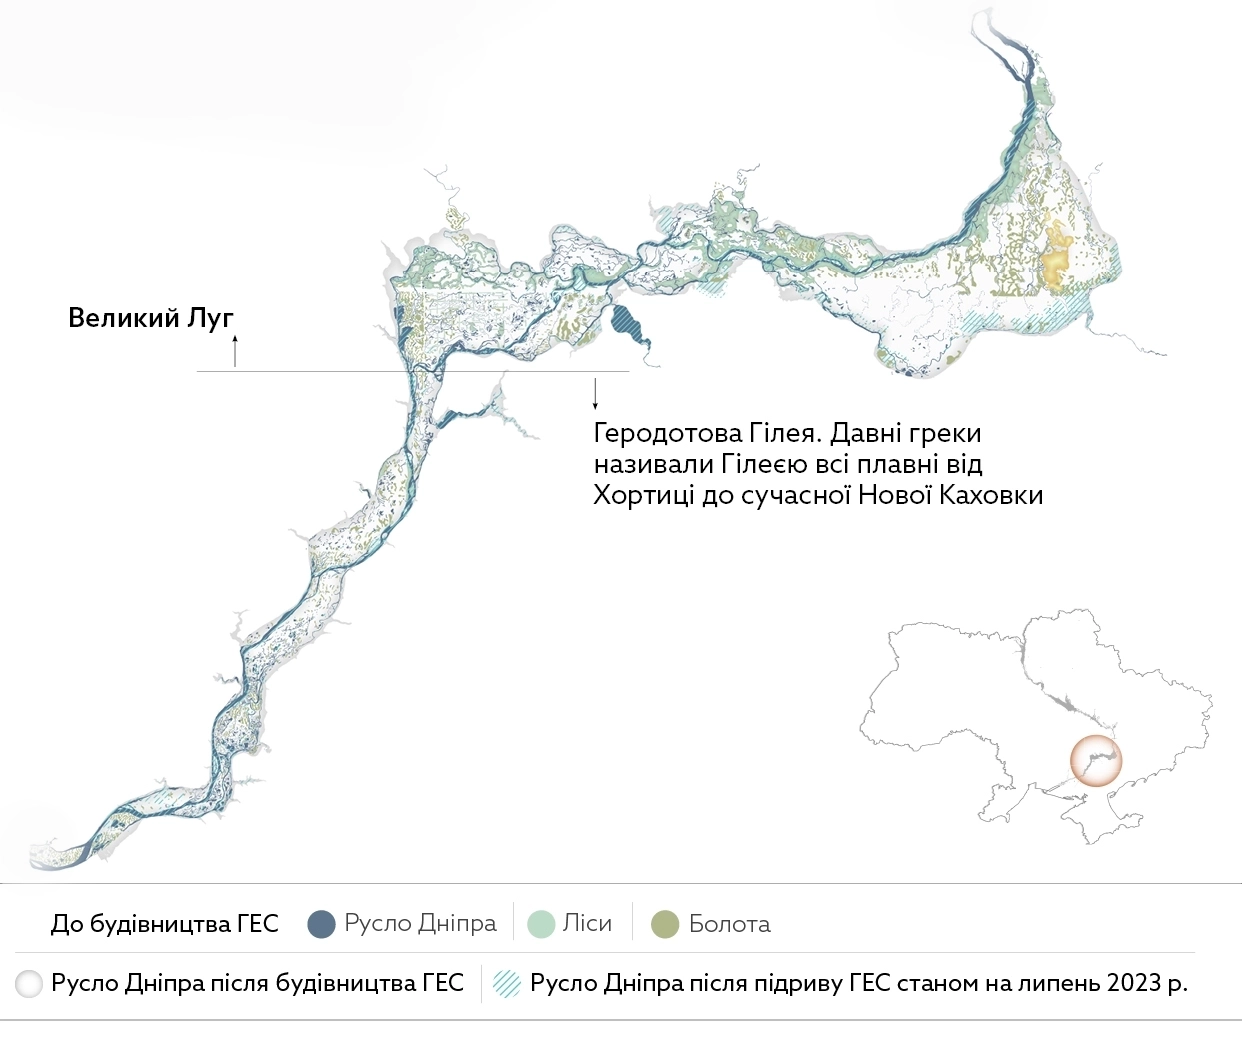 Великий Луг
Геродотова Гілея. Давні греки
називали Гілеєю всі плавні від
Хортиці до сучасної Нової Каховки
До будівництва ГЕС Русло Дніпра Ліси Болота
Русло Дніпра після будівництва ГЕС Русло Дніпра після підриву ГЕС станом на липень 2023 р.